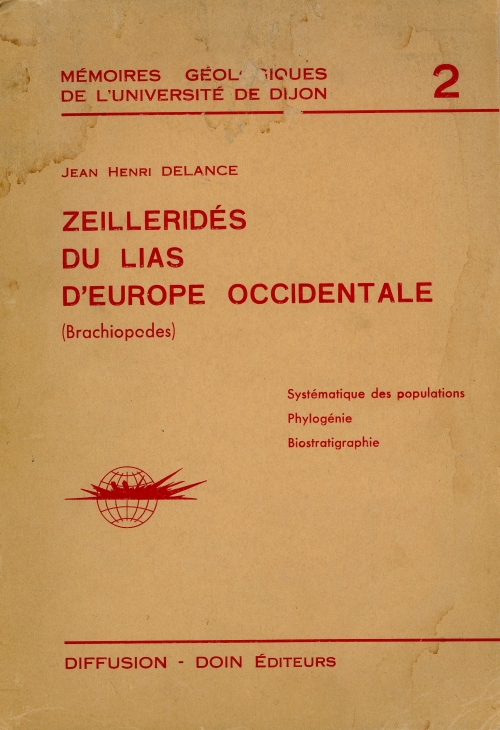 MÉMOIRES GÉOLOGIQUES
DE L'UNIVERSITÉ DE DIJON
2
JEAN HENRI DELANCE
ZEILLERIDÉS
DU LIAS
D'EUROPE OCCIDENTALE
(Brachiopodes)
Systématique des populations
Phylogénie
Biostratigraphie
DIFFUSION - DOIN ÉDITEURS